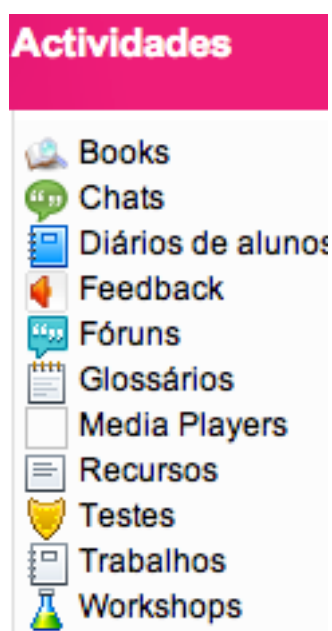 Actividades
Books
Chats
Diários de alunos
Feedback
Fóruns
Glossários
Media Players
Recursos
Testes
Trabalhos
Workshops